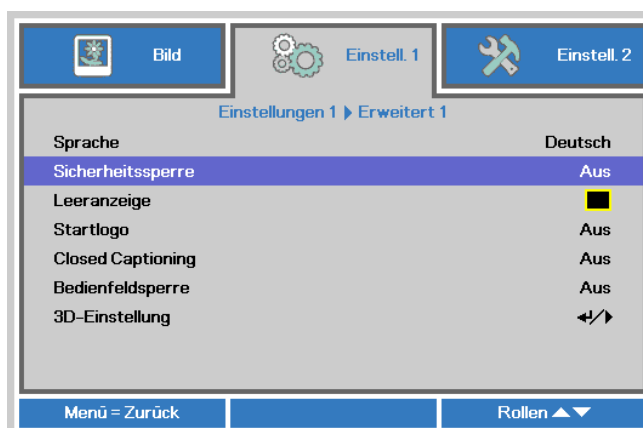 Bild Einstell. 1 Einstell. 2
Einstellungen 1 Erweitert 1
Sprache Deutsch
Sicherheitssperre Aus
Leeranzeige
Startlogo Aus
Closed Captioning Aus
Bedienfeldsperre Aus
3D-Einstellung
Menü = Zurück Rollen